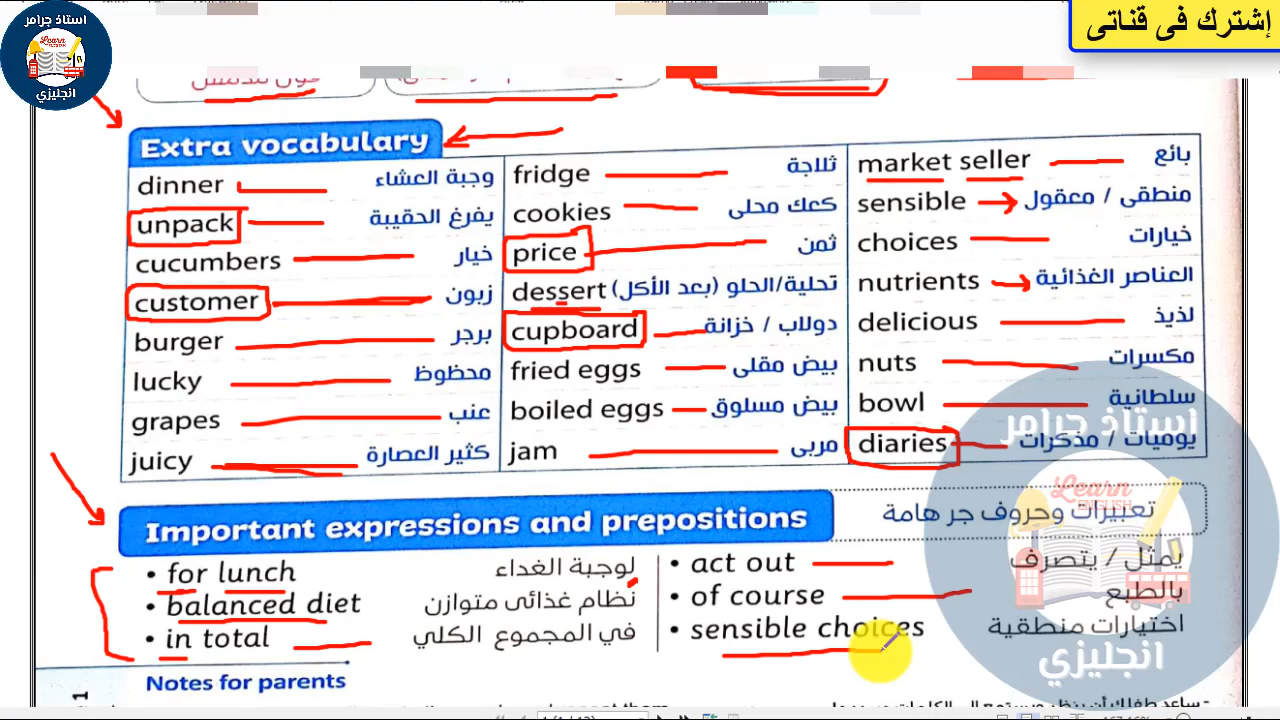 إشترك فى قناتى
استاذ جرامر
Learn
ENGLISH
انجليزي
Extra vocabulary
dinner وجبة العشاء
unpack يفرغ الحقيبة
cucumbers خيار
customer زبون
burger برجر
lucky محظوظ
grapes عنب
juicy كثير العصارة
fridge ثلاجة
cookies كعك محلى
price ثمن
dessert تحلية/الحلو (بعد الأكل)
cupboard دولاب / خزانة
fried eggs بيض مقلى
boiled eggs بيض مسلوق
jam مربى
market seller بائع
sensible منطقى / معقول
choices خيارات
nutrients العناصر الغذائية
delicious لذيذ
nuts مكسرات
bowl سلطانية
diaries يوميات / مذكرات
استاذ جرامر
Learn
ENGLISH
انجليزي
Important expressions and prepositions تعبيرات وحروف جر هامة
• for lunch لوجبة الغداء
• balanced diet نظام غذائى متوازن
• in total في المجموع الكلي
• act out يمثل / يتصرف
• of course بالطبع
• sensible choices اختيارات منطقية
Notes for parents